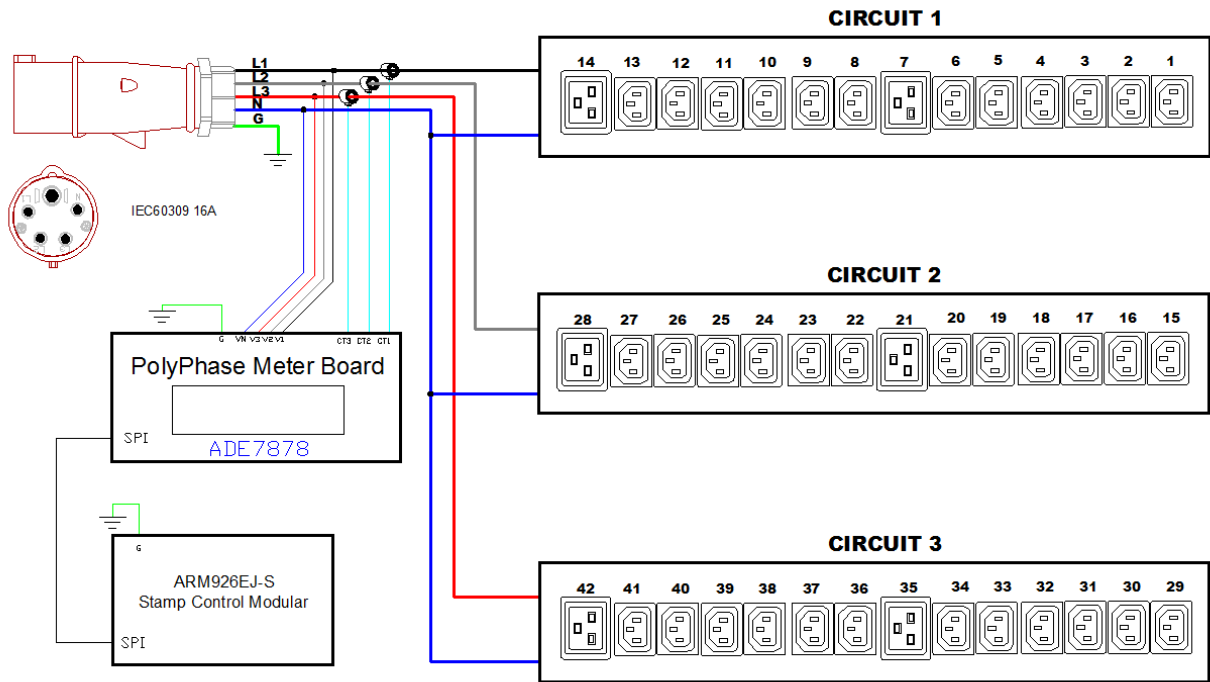 CIRCUIT 1
14 13 12 11 10 9 8 7 6 5 4 3 2 1
L1
L2
L3
N
G
IEC60309 16A
CIRCUIT 2
28 27 26 25 24 23 22 21 20 19 18 17 16 15
G VN V3 V2 V1 CT3 CT2 CT1
PolyPhase Meter Board
SPI
ADE7878
G
ARM926EJ-S
Stamp Control Modular
SPI
CIRCUIT 3
42 41 40 39 38 37 36 35 34 33 32 31 30 29